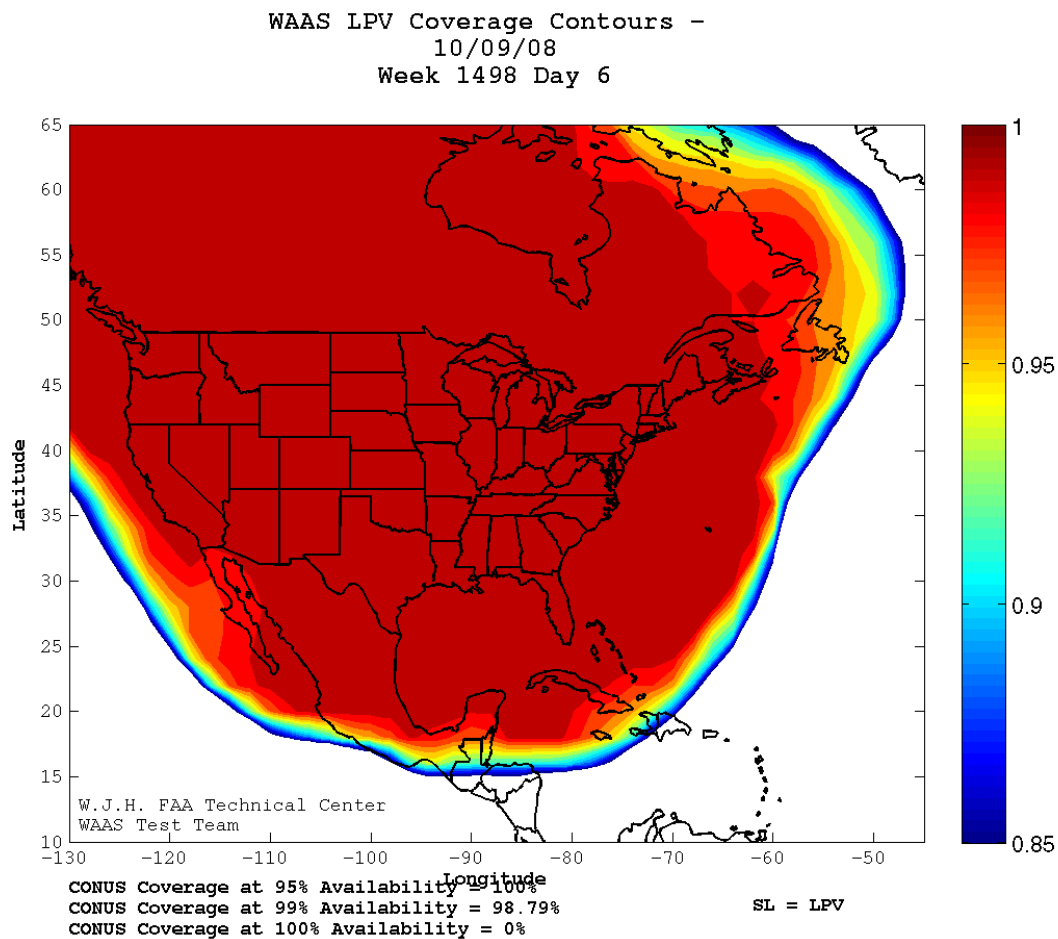 WAAS LPV Coverage Contours -
10/09/08
Week 1498 Day 6
65
60
55
50
45
40
35
30
25
20
15
10
Latitude
W.J.H. FAA Technical Center
WAAS Test Team
-130
-120
-110
-100
-90
-80
-70
-60
-50
Longitude
1
0.95
0.9
0.85
CONUS Coverage at 95% Availability = 100%
CONUS Coverage at 99% Availability = 98.79%
CONUS Coverage at 100% Availability = 0%
SL = LPV